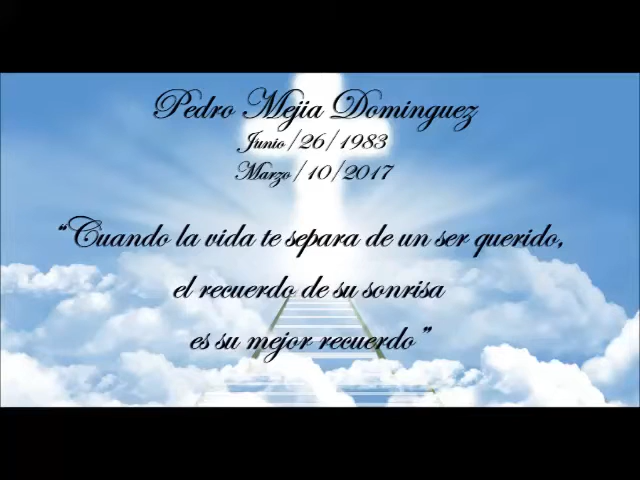 Pedro Mejia Dominguez
Junio/26/1983
Marzo/10/2017
“Cuando la vida te separa de un ser querido,
el recuerdo de su sonrisa
es su mejor recuerdo”